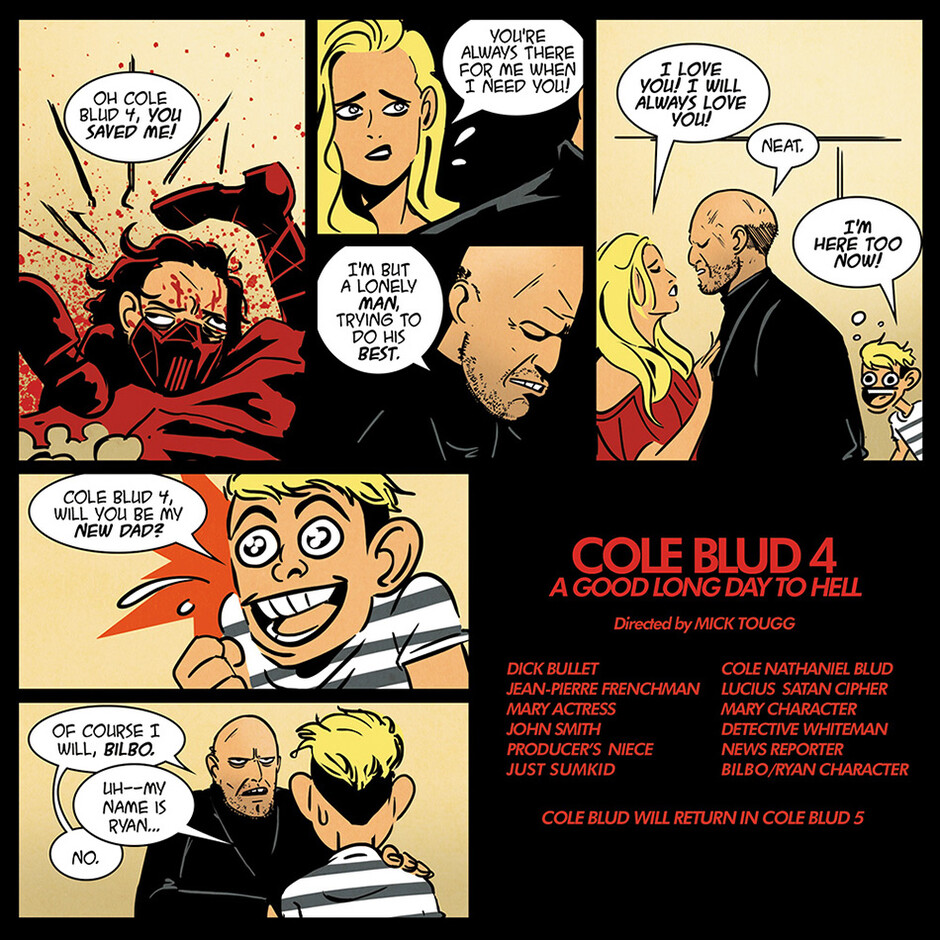 OH COLE
BLUD 4, YOU
SAVED ME!
YOU'RE
ALWAYS THERE
FOR ME WHEN
I NEED YOU!
I'M BUT
A LONELY
MAN,
TRYING TO
DO HIS
BEST.
I LOVE
YOU! I WILL
ALWAYS LOVE
YOU!
NEAT.
I'M
HERE TOO
NOW!
COLE BLUD 4,
WILL YOU BE MY
NEW DAD?
OF COURSE I
WILL, BILBO.
UH--MY
NAME IS
RYAN...
NO.
COLE BLUD 4
A GOOD LONG DAY TO HELL
Directed by MICK TOUGG
DICK BULLET COLE NATHANIEL BLUD
JEAN-PIERRE FRENCHMAN LUCIUS SATAN CIPHER
MARY ACTRESS MARY CHARACTER
JOHN SMITH DETECTIVE WHITEMAN
PRODUCER'S NIECE NEWS REPORTER
JUST SUMKID BILBO/RYAN CHARACTER
COLE BLUD WILL RETURN IN COLE BLUD 5